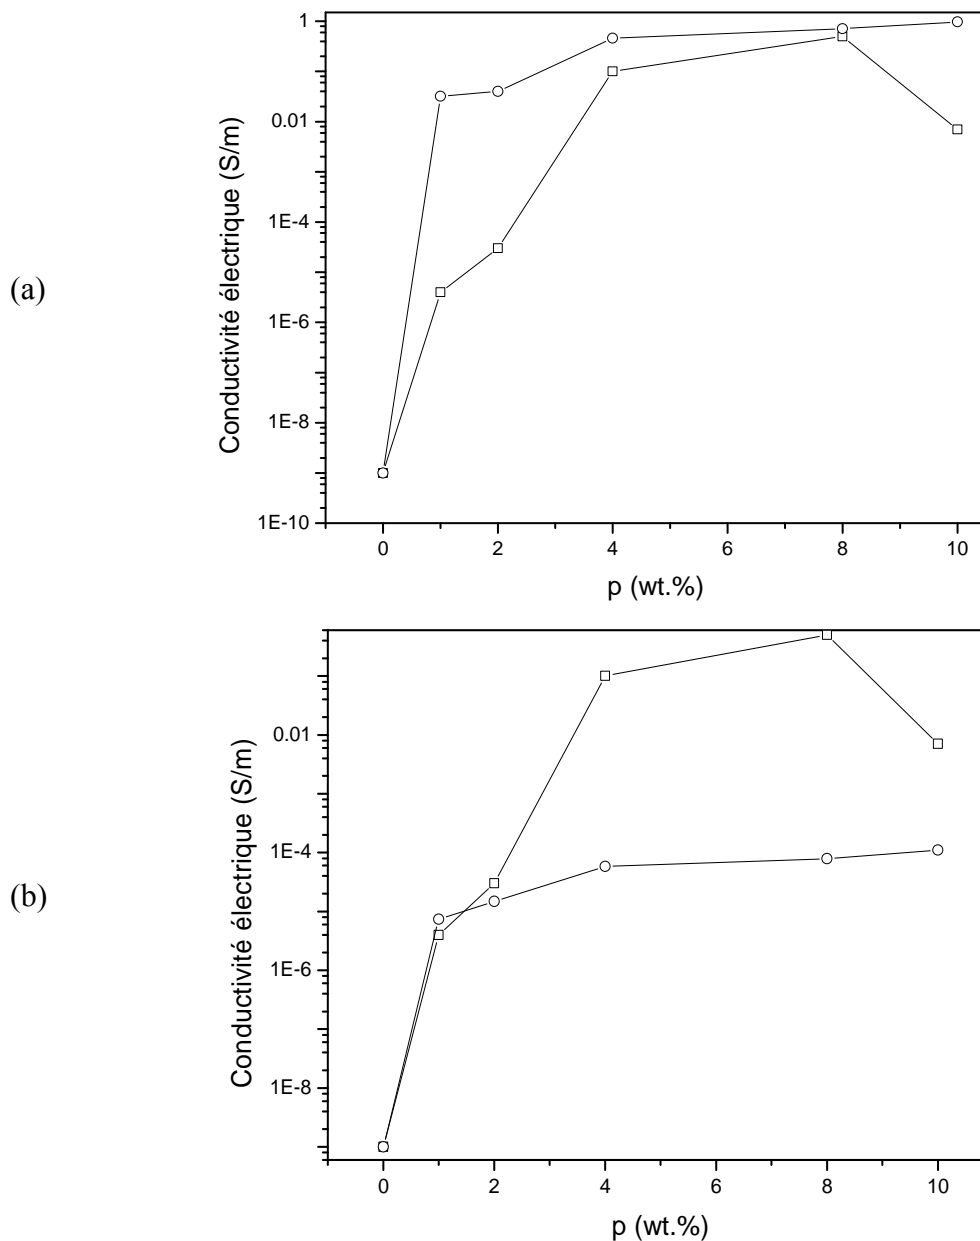 (a)
Conductivité électrique (S/m)
1
0.01
1E-4
1E-6
1E-8
1E-10
0 2 4 6 8 10
p (wt.%)
(b)
Conductivité électrique (S/m)
0.01
1E-4
1E-6
1E-8
0 2 4 6 8 10
p (wt.%)